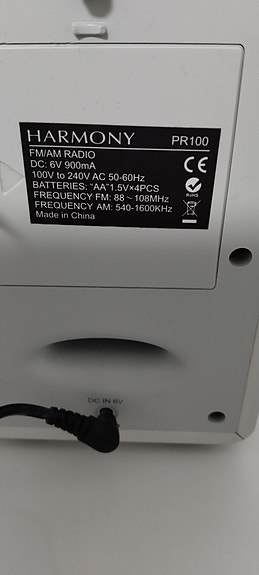 HARMONY PR100
FM/AM RADIO
DC: 6V 900mA
100V to 240V AC 50-60Hz
BATTERIES: "AA"1.5V×4PCS
FREQUENCY FM: 88 ~ 108MHz
FREQUENCY AM: 540-1600KHz
Made in China
CE
RoHS
DC IN 6V